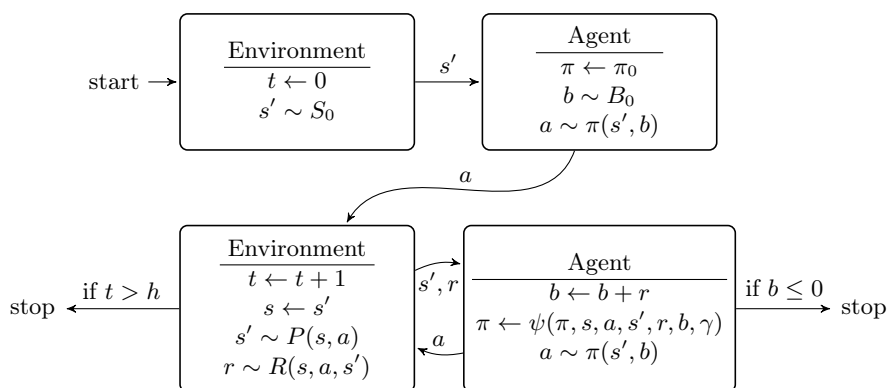 Environment
start
t ← 0
s′ ∼ S₀
s′
Agent
π ← π₀
b ∼ B₀
a ∼ π(s′, b)
a
stop
if t > h
Environment
t ← t + 1
s ← s′
s′ ∼ P(s, a)
r ∼ R(s, a, s′)
s′, r
a
Agent
b ← b + r
π ← ψ(π, s, a, s′, r, b, γ)
a ∼ π(s′, b)
if b ≤ 0
stop